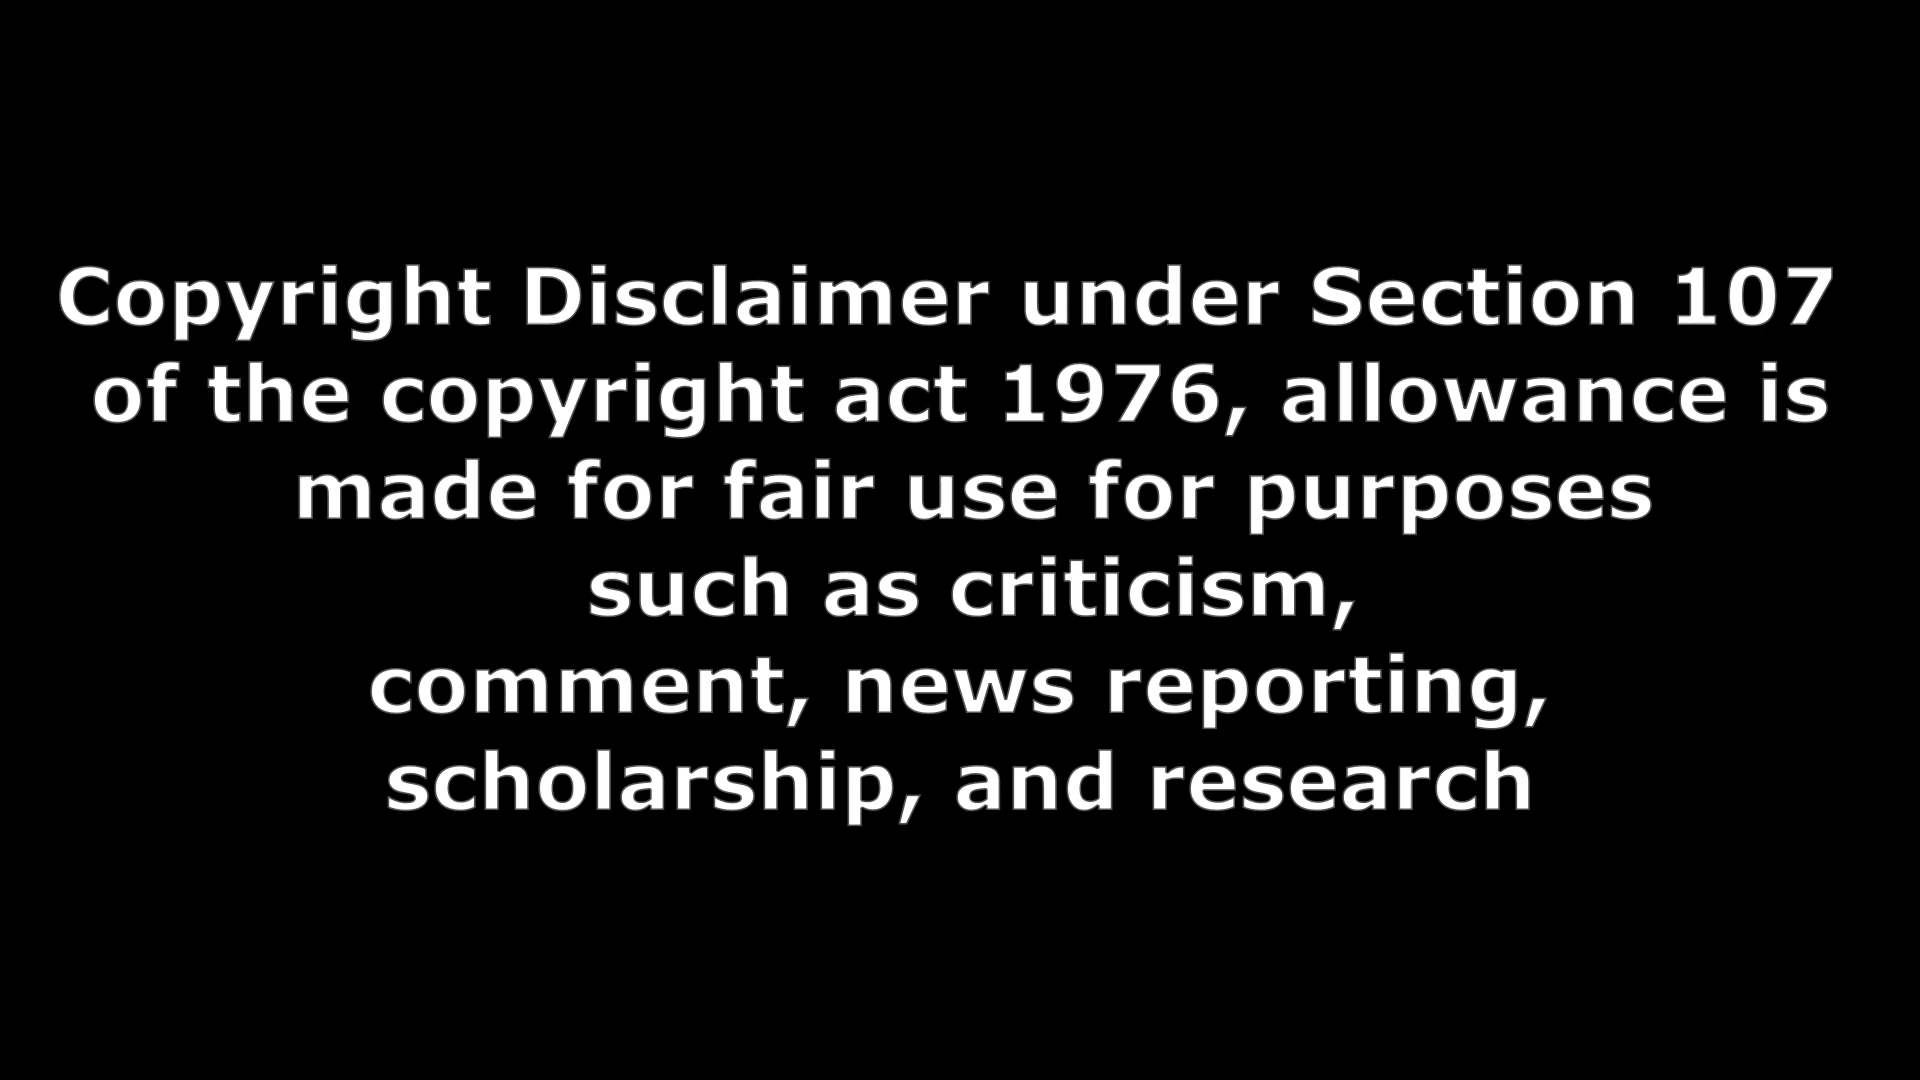 Copyright Disclaimer under Section 107
of the copyright act 1976, allowance is
made for fair use for purposes
such as criticism,
comment, news reporting,
scholarship, and research